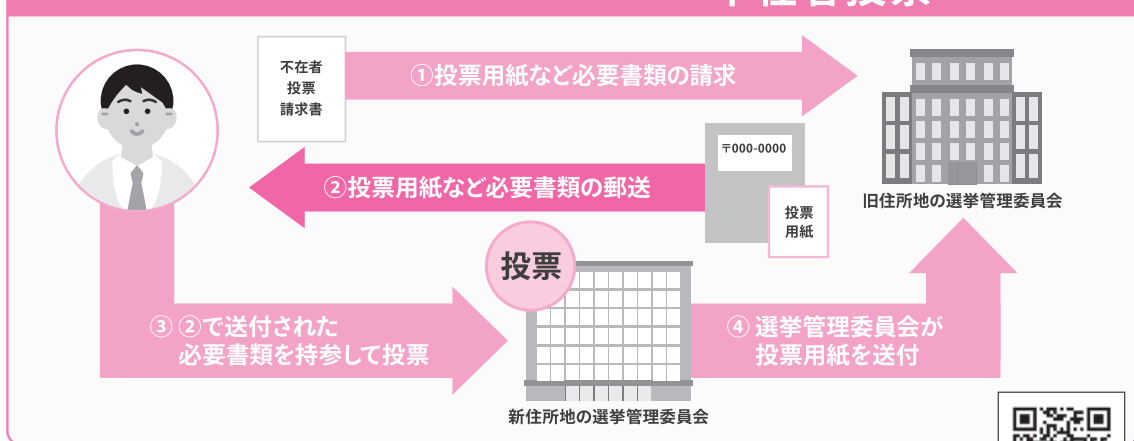 不在者投票
不在者
投票
請求書
①投票用紙など必要書類の請求
〒000-0000
②投票用紙など必要書類の郵送
投票
用紙
旧住所地の選挙管理委員会
投票
③ ②で送付された
必要書類を持参して投票
④ 選挙管理委員会が
投票用紙を送付
新住所地の選挙管理委員会